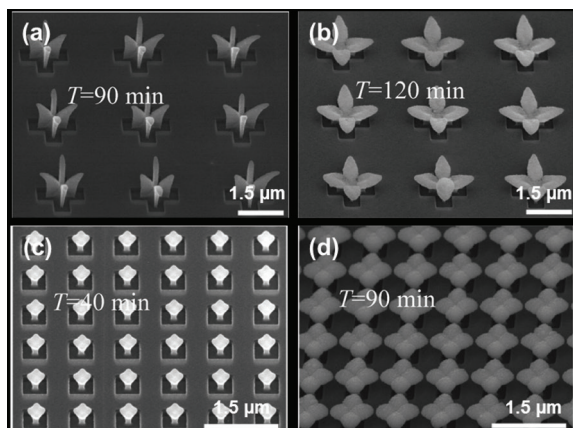 (a)
T=90 min
1.5 µm
(b)
T=120 min
1.5 µm
(c)
T=40 min
1.5 µm
(d)
T=90 min
1.5 µm